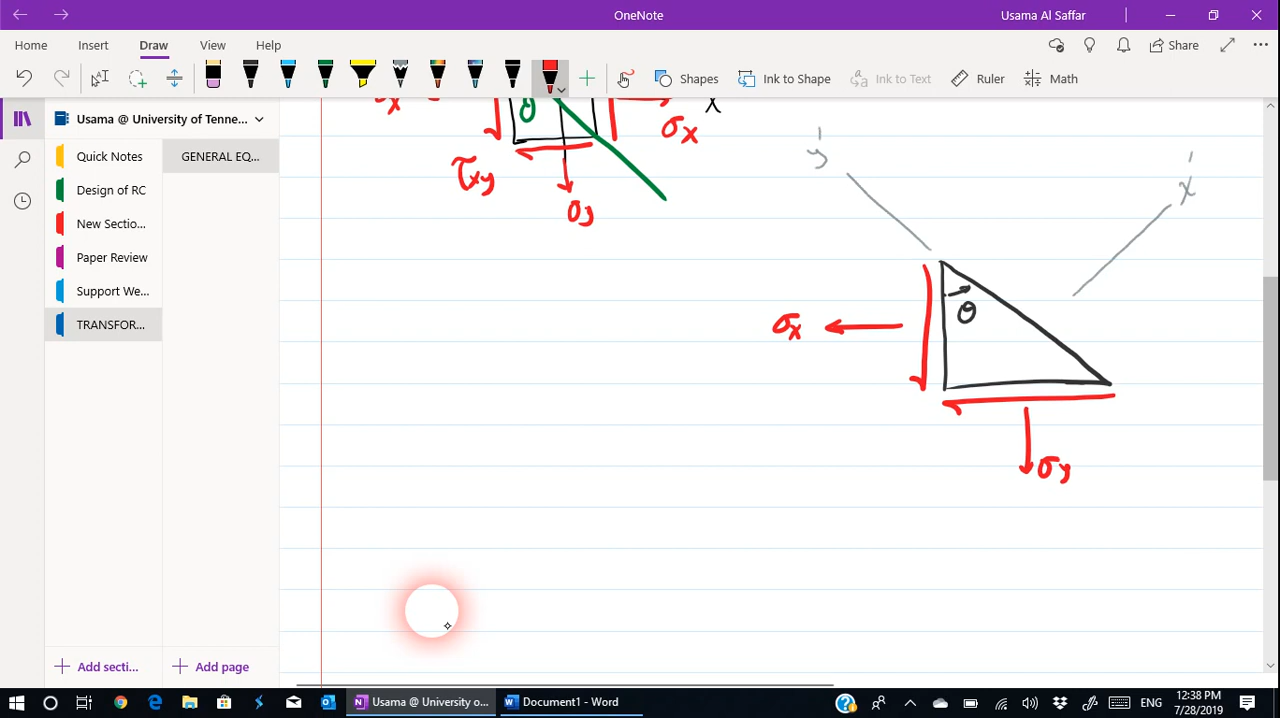 OneNote
Usama Al Saffar
Home Insert Draw View Help
Share
Shapes
Ink to Shape
Ink to Text
Ruler
Math
Usama @ University of Tenne...
Quick Notes
Design of RC
New Sectio...
Paper Review
Support We...
TRANSFOR...
GENERAL EQ...
σx
θ
σx
x
τxy
σy
y'
x'
θ
σx
σy
Add secti...
Add page
Usama @ University o...
Document1 - Word
ENG
12:38 PM
7/28/2019